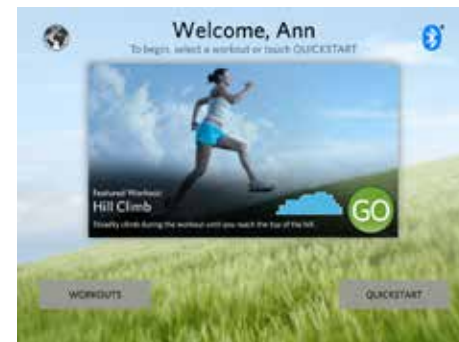 Welcome, Ann
To begin, select a workout or touch QUICKSTART
Featured Workout:
Hill Climb
GO
Steadily climb during the workout until you reach the top of the hill.
WORKOUTS
QUICKSTART